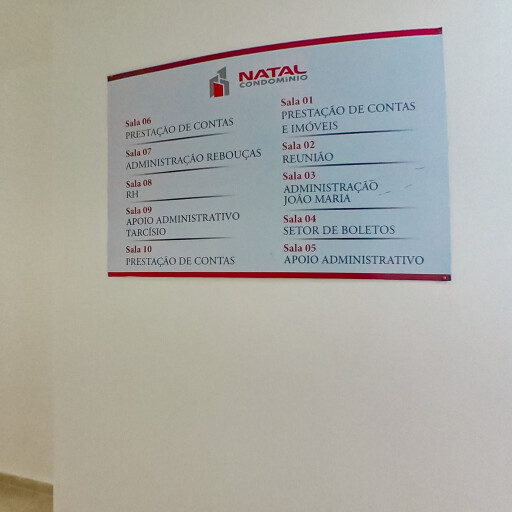 NATAL
CONDOMÍNIO
Sala 06
PRESTAÇÃO DE CONTAS
Sala 07
ADMINISTRAÇÃO REBOUÇAS
Sala 08
RH
Sala 09
APOIO ADMINISTRATIVO
TARCÍSIO
Sala 10
PRESTAÇÃO DE CONTAS
Sala 01
PRESTAÇÃO DE CONTAS
E IMÓVEIS
Sala 02
REUNIÃO
Sala 03
ADMINISTRAÇÃO
JOÃO MARIA
Sala 04
SETOR DE BOLETOS
Sala 05
APOIO ADMINISTRATIVO